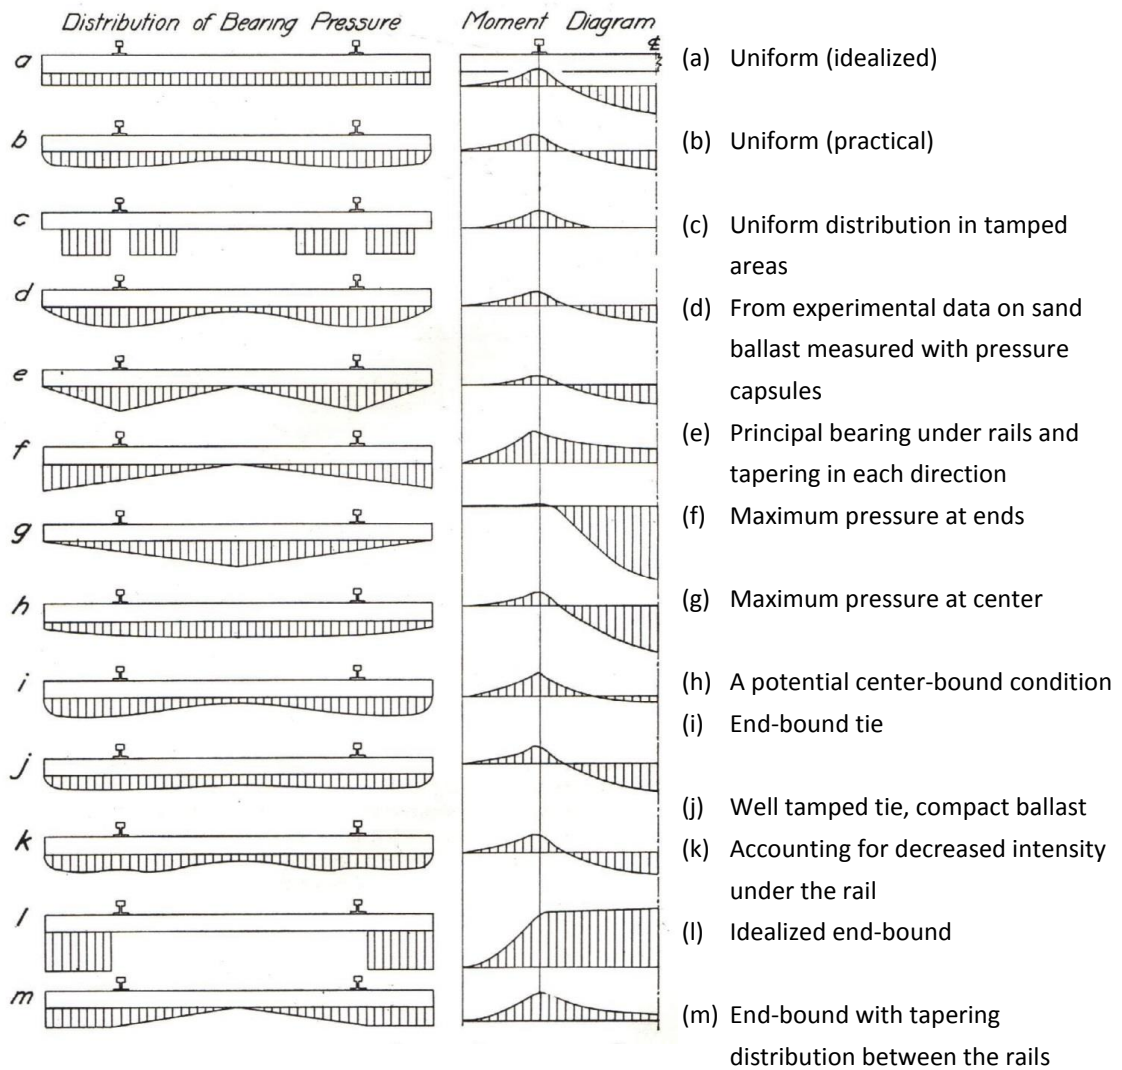 Distribution of Bearing Pressure
Moment Diagram
℄
a
(a) Uniform (idealized)
b
(b) Uniform (practical)
c
(c) Uniform distribution in tamped
areas
d
(d) From experimental data on sand
ballast measured with pressure
capsules
e
(e) Principal bearing under rails and
tapering in each direction
f
(f) Maximum pressure at ends
g
(g) Maximum pressure at center
h
(h) A potential center-bound condition
i
(i) End-bound tie
j
(j) Well tamped tie, compact ballast
k
(k) Accounting for decreased intensity
under the rail
l
(l) Idealized end-bound
m
(m) End-bound with tapering
distribution between the rails